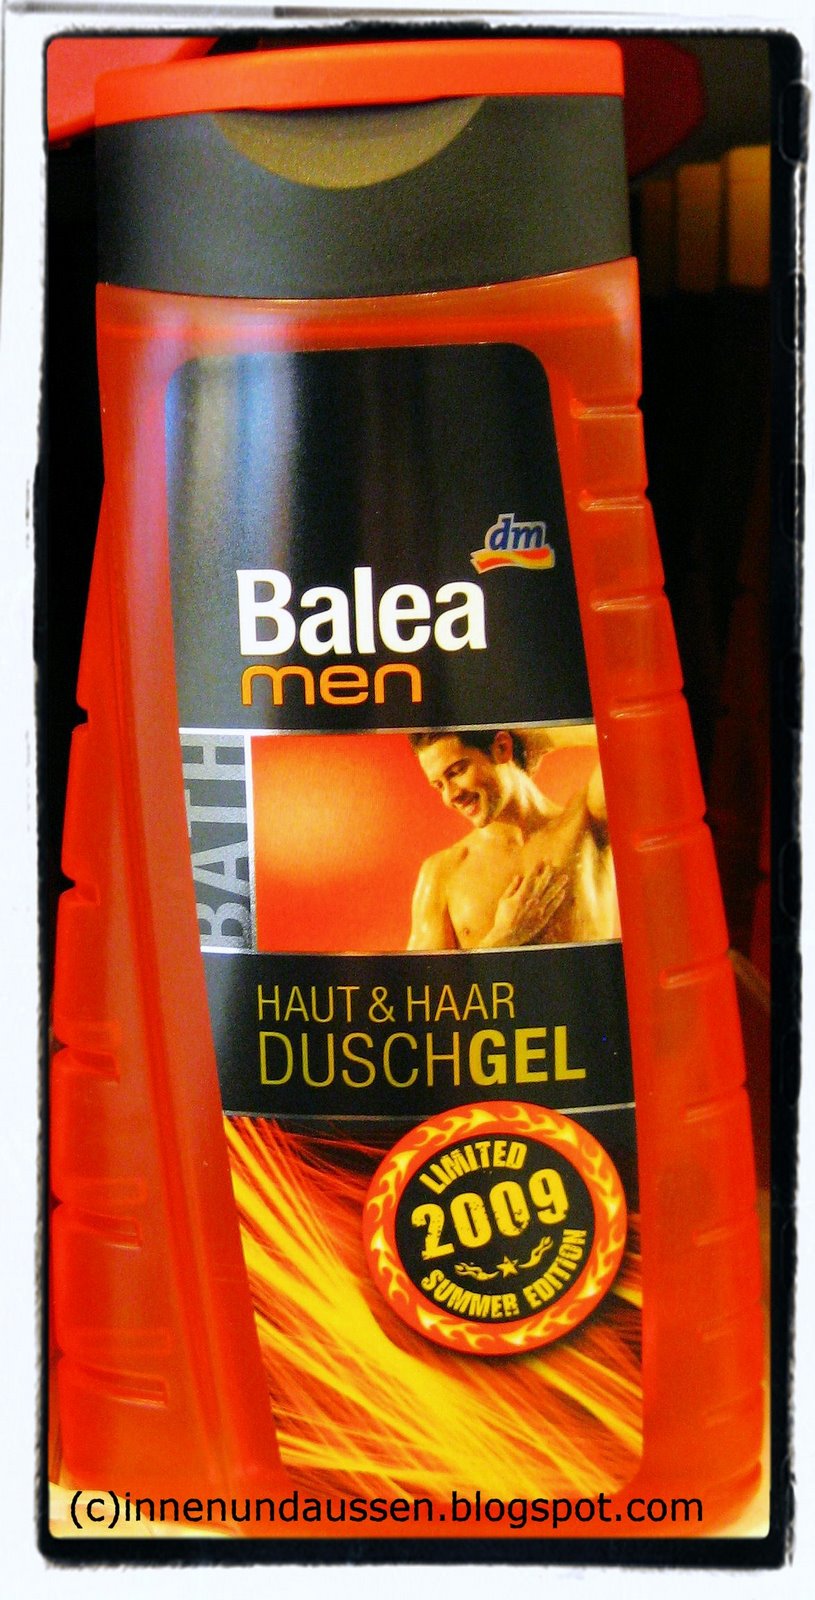 dm
Balea
men
BATH
HAUT & HAAR
DUSCHGEL
LIMITED
2009
SUMMER EDITION
(c)innenundaussen.blogspot.com